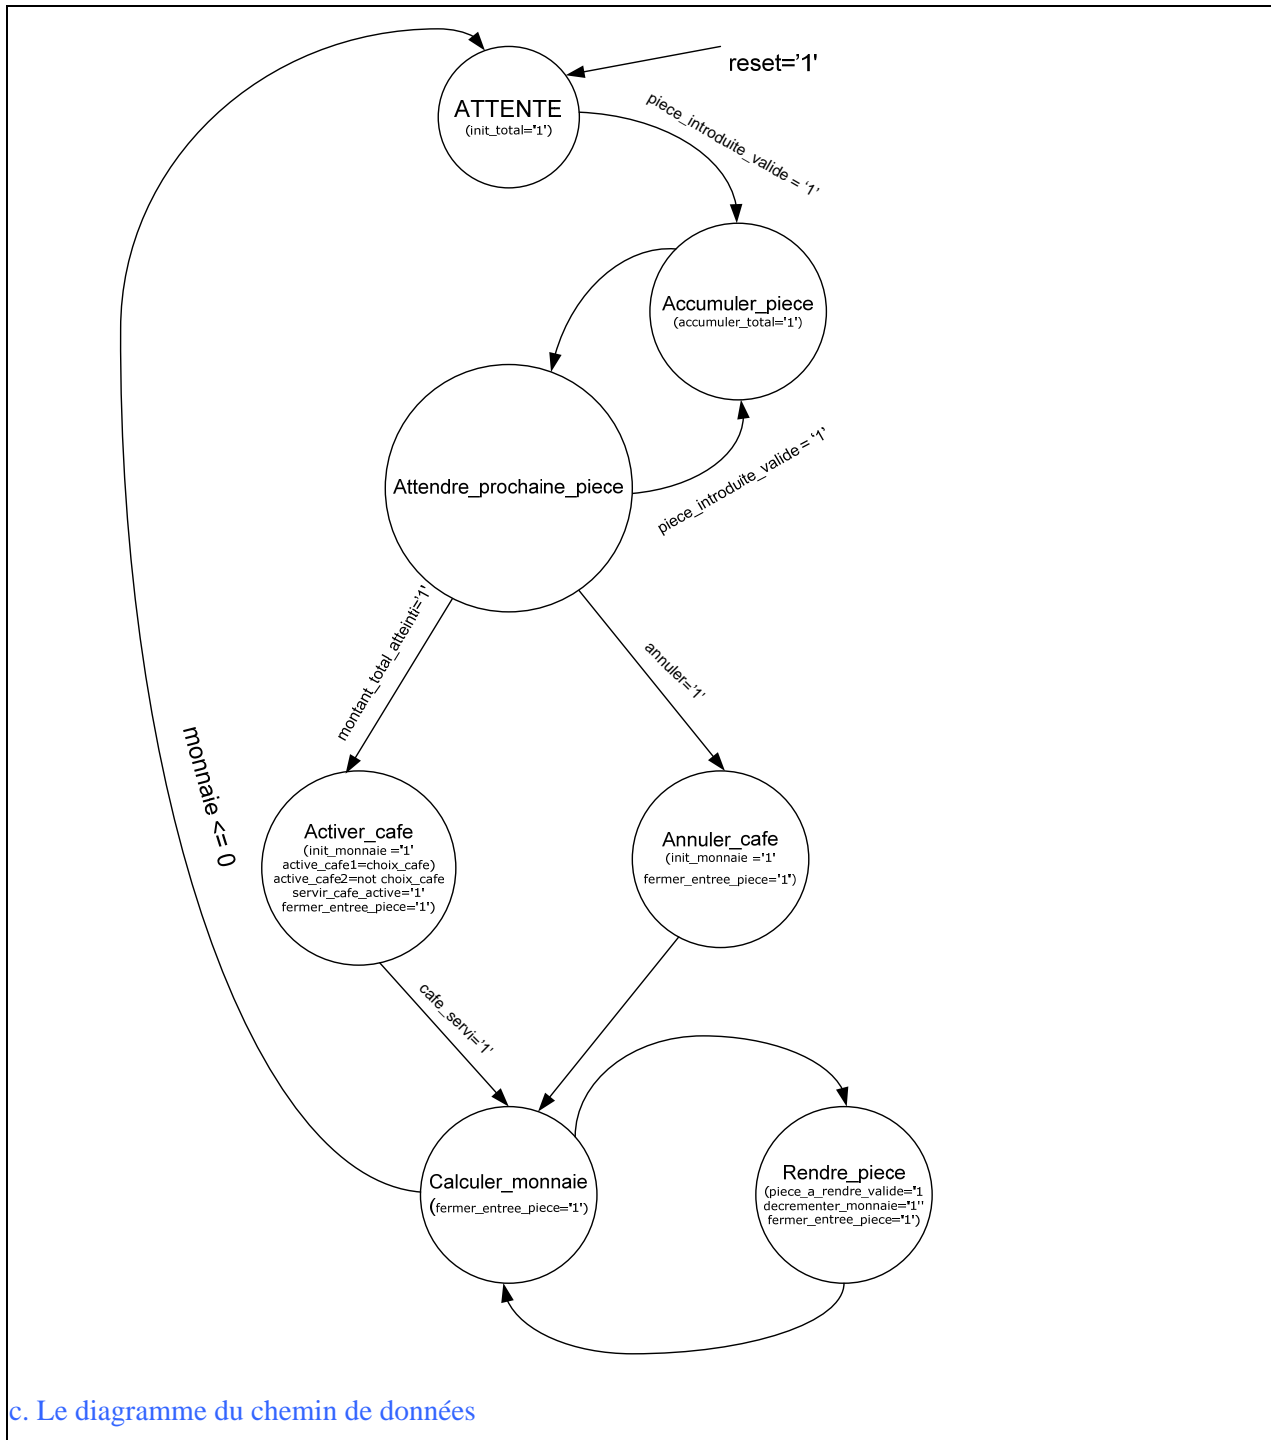 reset='1'
ATTENTE
(init_total='1')
piece_introduite_valide = ‘1’
Accumuler_piece
(accumuler_total='1')
Attendre_prochaine_piece
piece_introduite_valide = ‘1’
montant_total_atteinti='1'
annuler='1'
monnaie <= 0
Activer_cafe
(init_monnaie ='1'
active_cafe1=choix_cafe)
active_cafe2=not choix_cafe
servir_cafe_active='1'
fermer_entree_piece='1')
Annuler_cafe
(init_monnaie ='1'
fermer_entree_piece='1')
cafe_servi='1'
Calculer_monnaie
(fermer_entree_piece='1')
Rendre_piece
(piece_a_rendre_valide='1
decrementer_monnaie='1''
fermer_entree_piece='1')
c. Le diagramme du chemin de données